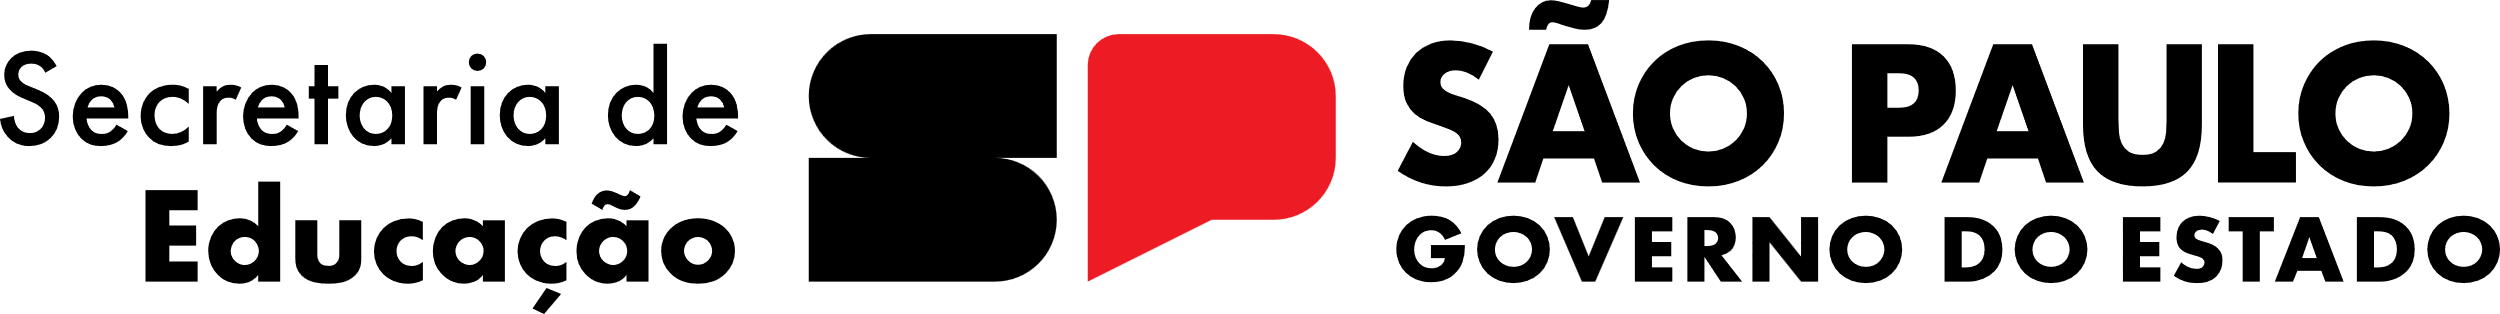 Secretaria de
Educação
SÃO PAULO
GOVERNO DO ESTADO